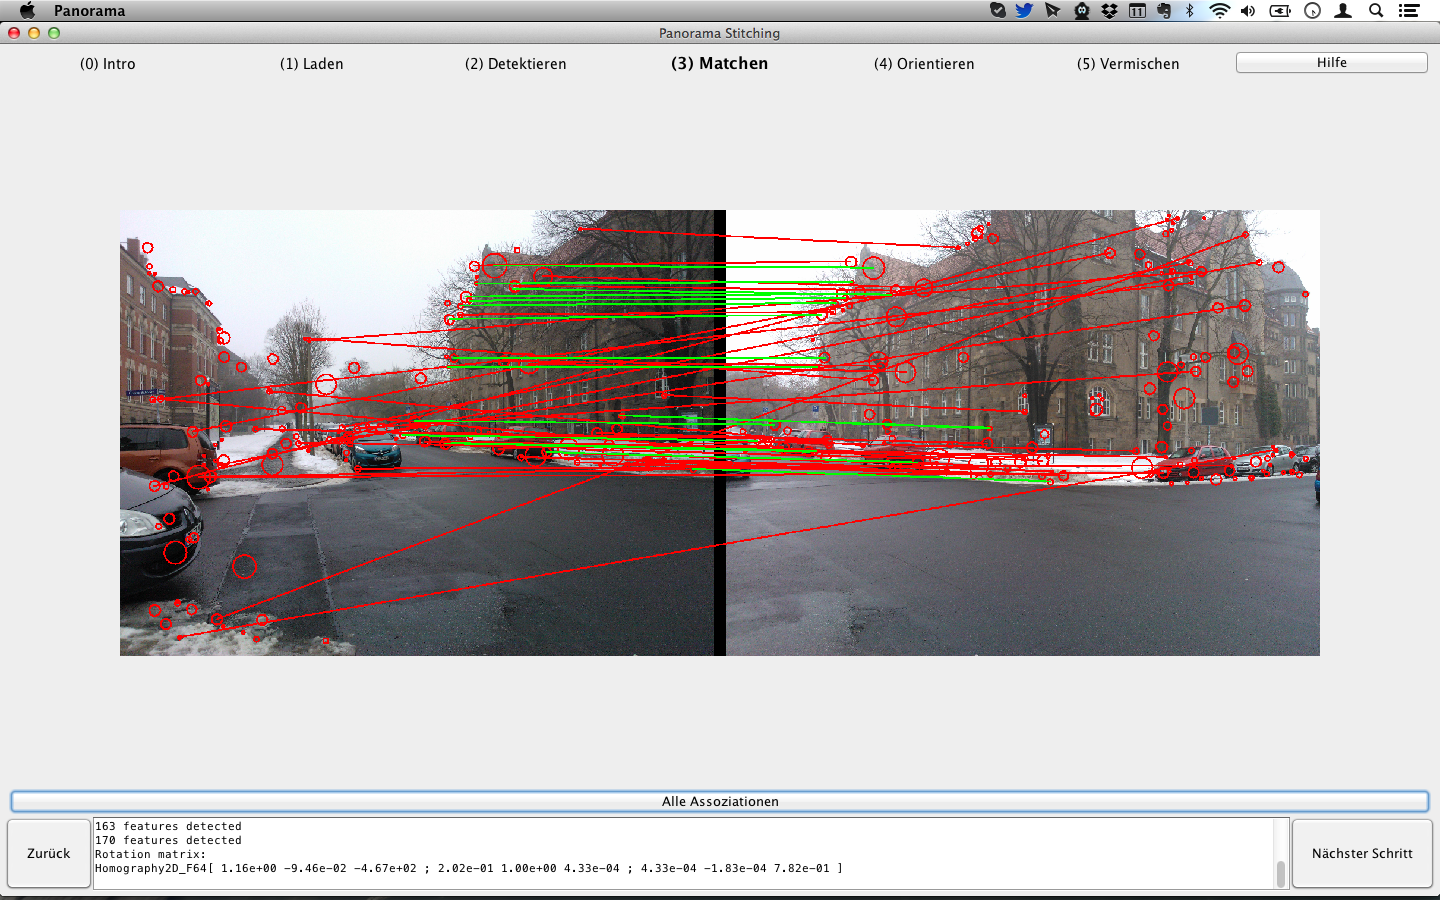 Panorama
11
Panorama Stitching
(0) Intro
(1) Laden
(2) Detektieren
(3) Matchen
(4) Orientieren
(5) Vermischen
Hilfe
Alle Assoziationen
Zurück
163 features detected
170 features detected
Rotation matrix:
Homography2D_F64[ 1.16e+00 -9.46e-02 -4.67e+02 ; 2.02e-01 1.00e+00 4.33e-04 ; 4.33e-04 -1.83e-04 7.82e-01 ]
Nächster Schritt